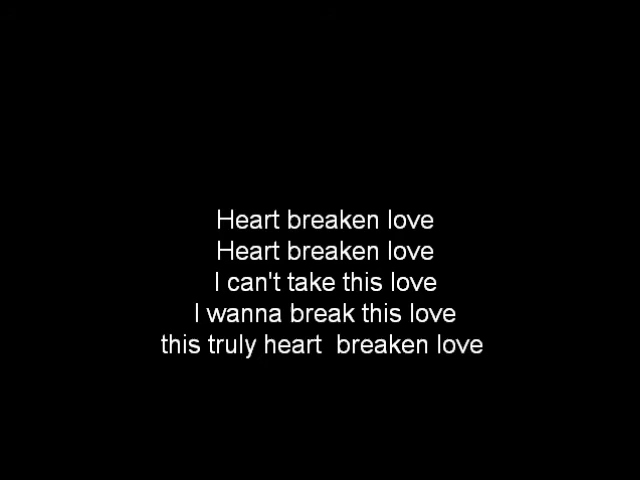 Heart breaken love
Heart breaken love
I can't take this love
I wanna break this love
this truly heart  breaken love